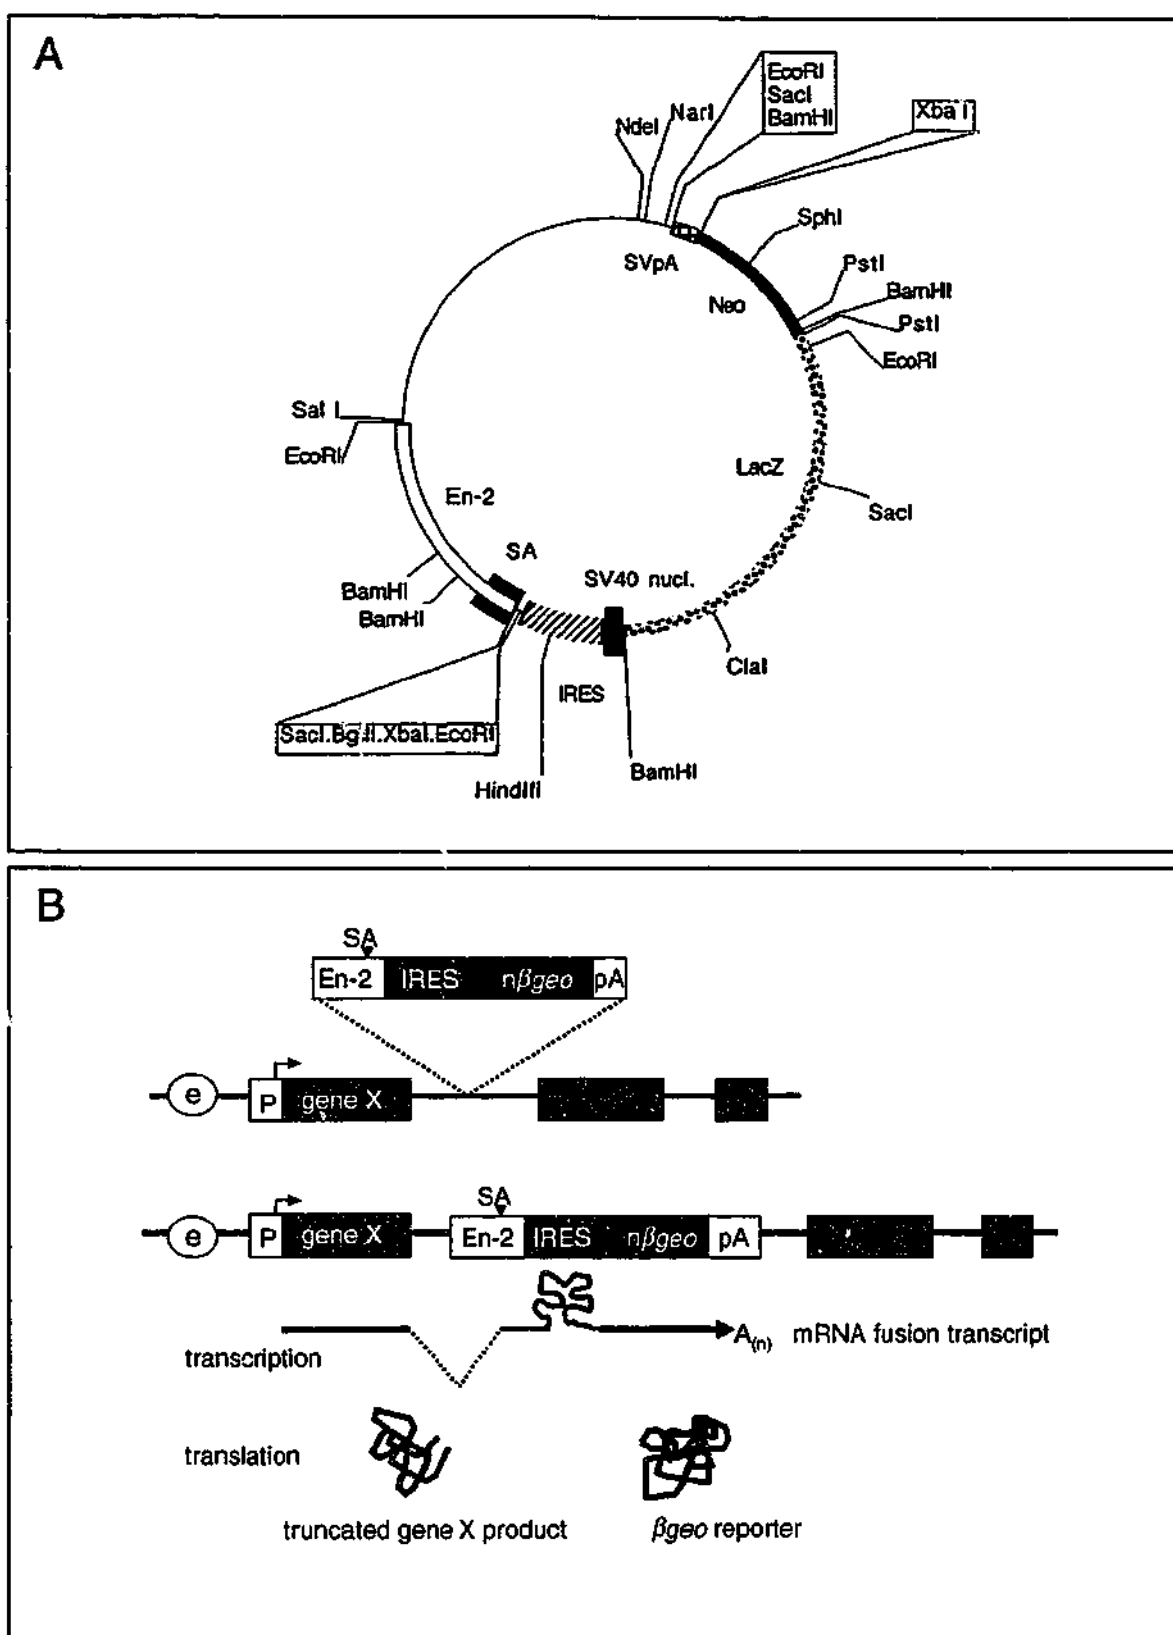 A
EcoRI
SacI
BamHI
Xba I
NdeI
NarI
SphI
SVpA
PstI
Neo
BamHI
PstI
EcoRI
Sal I
EcoRI
LacZ
En-2
SacI
SA
SV40 nucl.
BamHI
BamHI
ClaI
IRES
SacI.BglII.XbaI.EcoRI
BamHI
HindIII
B
SA
En-2 IRES nβgeo pA
e P gene X
SA
e P gene X En-2 IRES nβgeo pA
A(n) mRNA fusion transcript
transcription
translation
truncated gene X product βgeo reporter